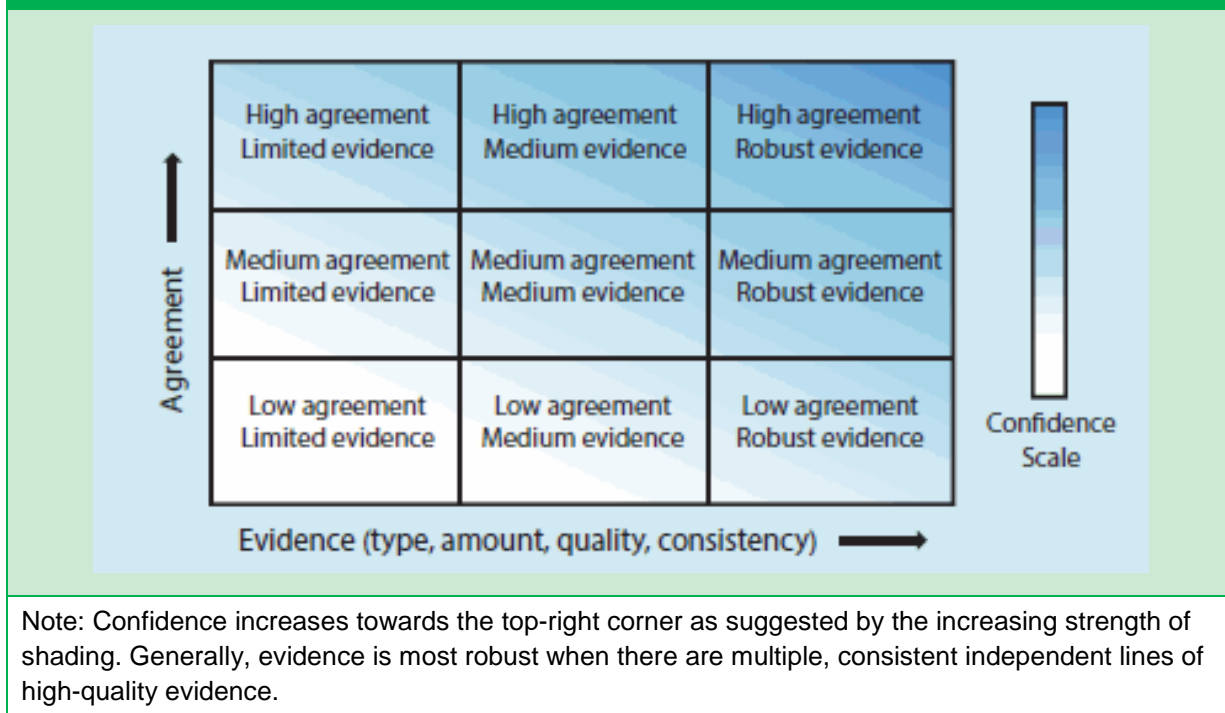 High agreement
Limited evidence
High agreement
Medium evidence
High agreement
Robust evidence
Medium agreement
Limited evidence
Medium agreement
Medium evidence
Medium agreement
Robust evidence
Low agreement
Limited evidence
Low agreement
Medium evidence
Low agreement
Robust evidence
Agreement
Evidence (type, amount, quality, consistency)
Confidence
Scale
Note: Confidence increases towards the top-right corner as suggested by the increasing strength of
shading. Generally, evidence is most robust when there are multiple, consistent independent lines of
high-quality evidence.